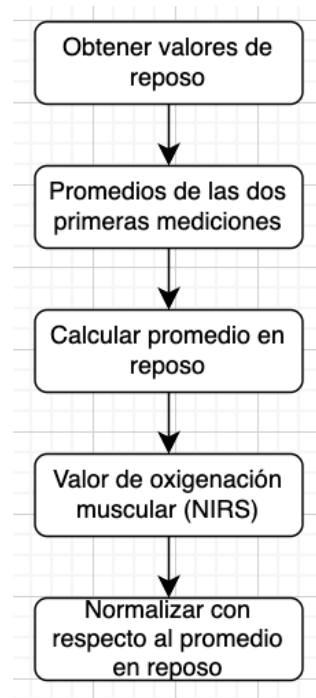 Obtener valores de
reposo
Promedios de las dos
primeras mediciones
Calcular promedio en
reposo
Valor de oxigenación
muscular (NIRS)
Normalizar con
respecto al promedio
en reposo